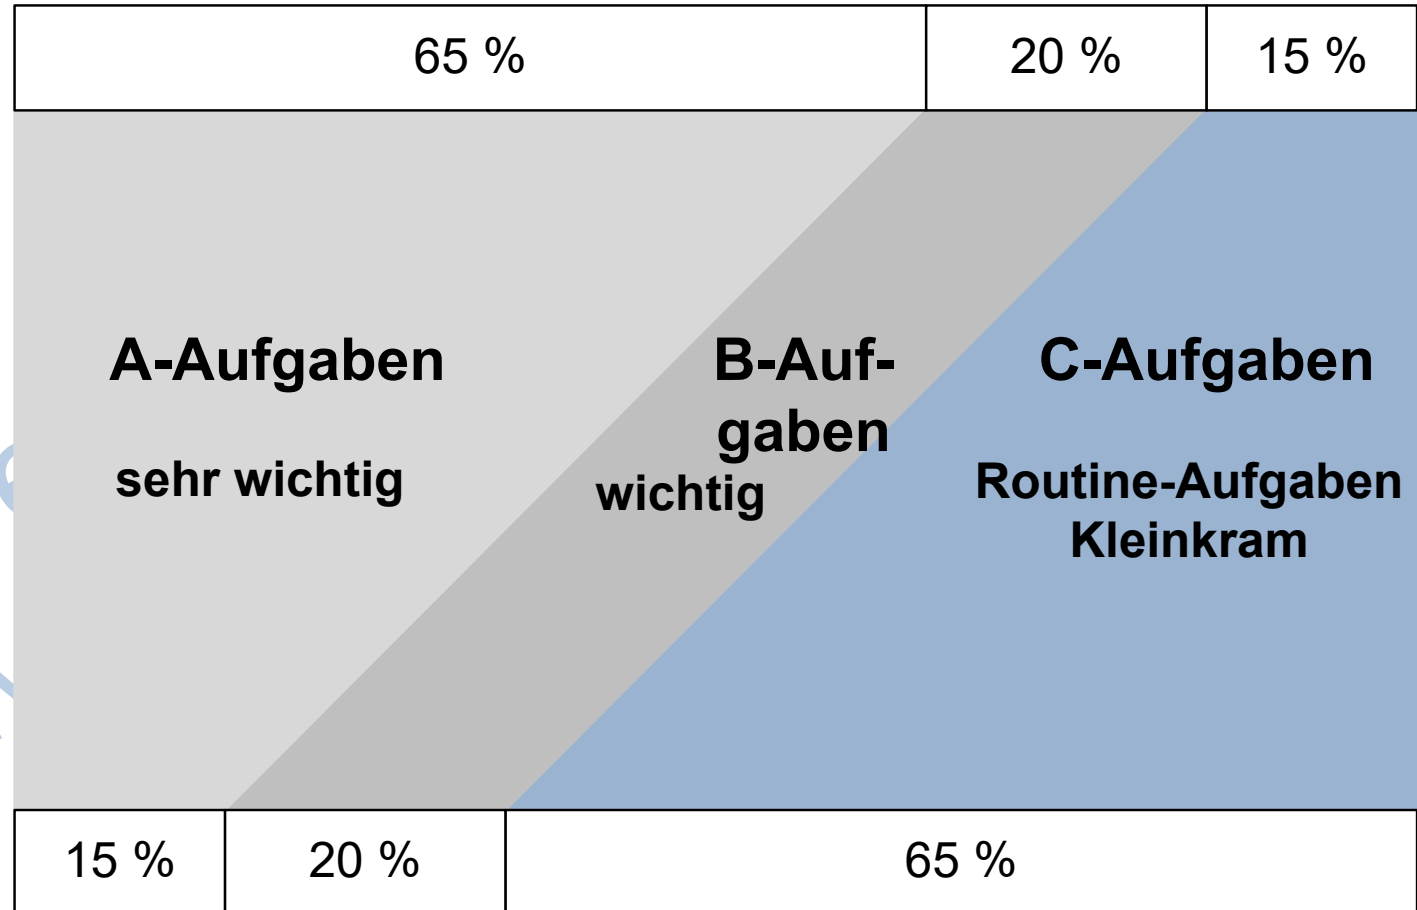 65 %
20 %
15 %
A-Aufgaben
B-Auf-
gaben
C-Aufgaben
sehr wichtig
wichtig
Routine-Aufgaben
Kleinkram
15 %
20 %
65 %